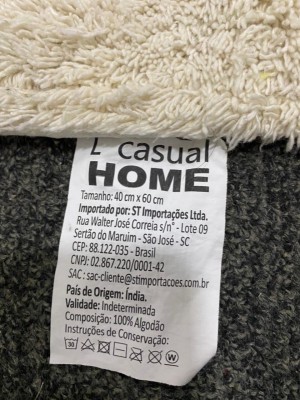 L' casual
HOME
Tamanho: 40 cm x 60 cm
Importado por: ST Importações Ltda.
Rua Walter José Correia s/n° - Lote 09
Sertão do Maruim - São José - SC
CEP: 88.122-035 - Brasil
CNPJ: 02.867.220/0001-42
SAC : sac-cliente@stimportacoes.com.br
País de Origem: Índia.
Validade: Indeterminada
Composição: 100% Algodão
Instruções de Conservação:
30 W